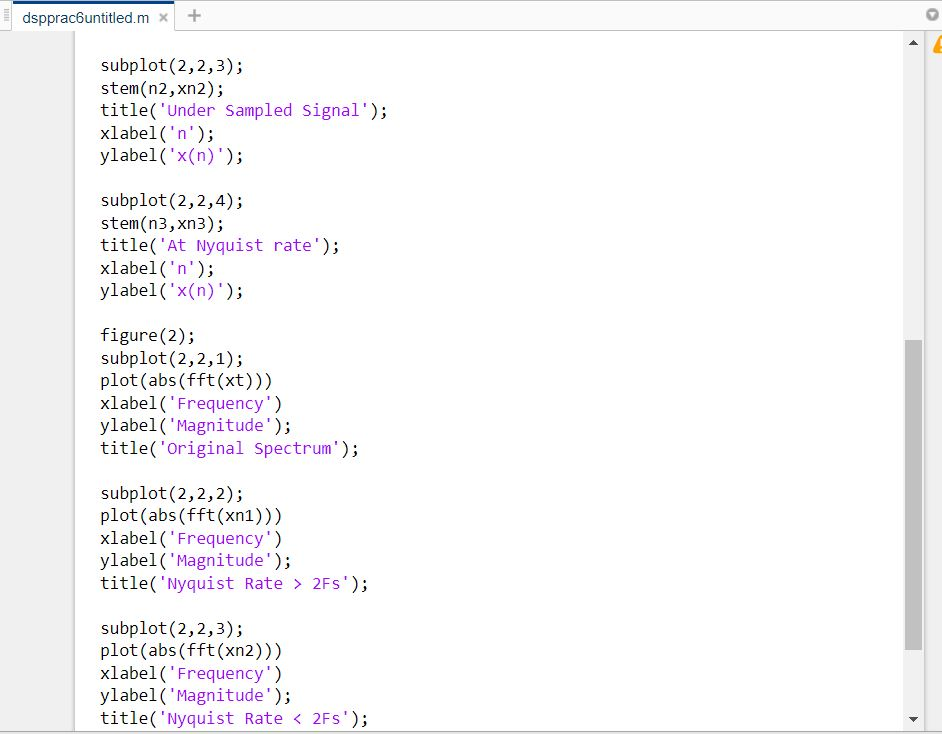 dspprac6untitled.m × +
subplot(2,2,3);
stem(n2,xn2);
title('Under Sampled Signal');
xlabel('n');
ylabel('x(n)');
subplot(2,2,4);
stem(n3,xn3);
title('At Nyquist rate');
xlabel('n');
ylabel('x(n)');
figure(2);
subplot(2,2,1);
plot(abs(fft(xt)))
xlabel('Frequency')
ylabel('Magnitude');
title('Original Spectrum');
subplot(2,2,2);
plot(abs(fft(xn1)))
xlabel('Frequency')
ylabel('Magnitude');
title('Nyquist Rate > 2Fs');
subplot(2,2,3);
plot(abs(fft(xn2)))
xlabel('Frequency')
ylabel('Magnitude');
title('Nyquist Rate < 2Fs');